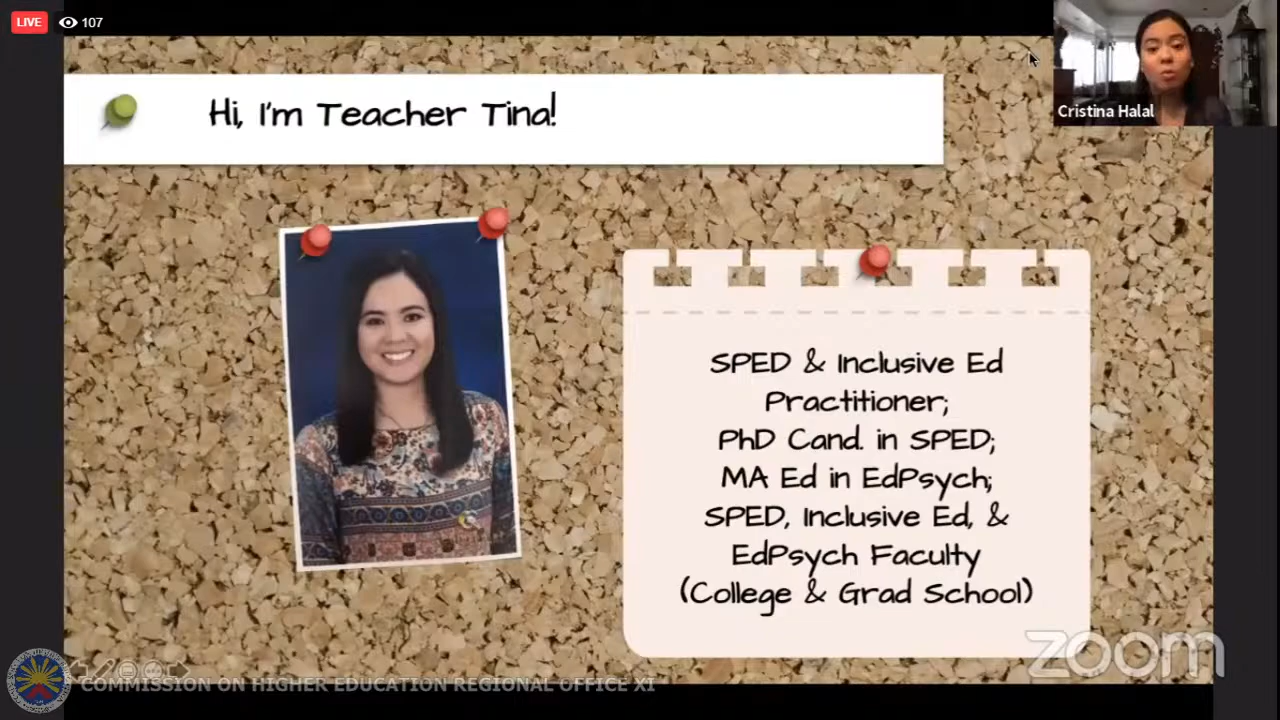 LIVE 107
Hi, I'm Teacher Tina!
Cristina Halal
SPED & Inclusive Ed
Practitioner;
PhD Cand. in SPED;
MA Ed in EdPsych;
SPED, Inclusive Ed, &
EdPsych Faculty
(College & Grad School)
zoom
COMMISSION ON HIGHER EDUCATION REGIONAL OFFICE XI